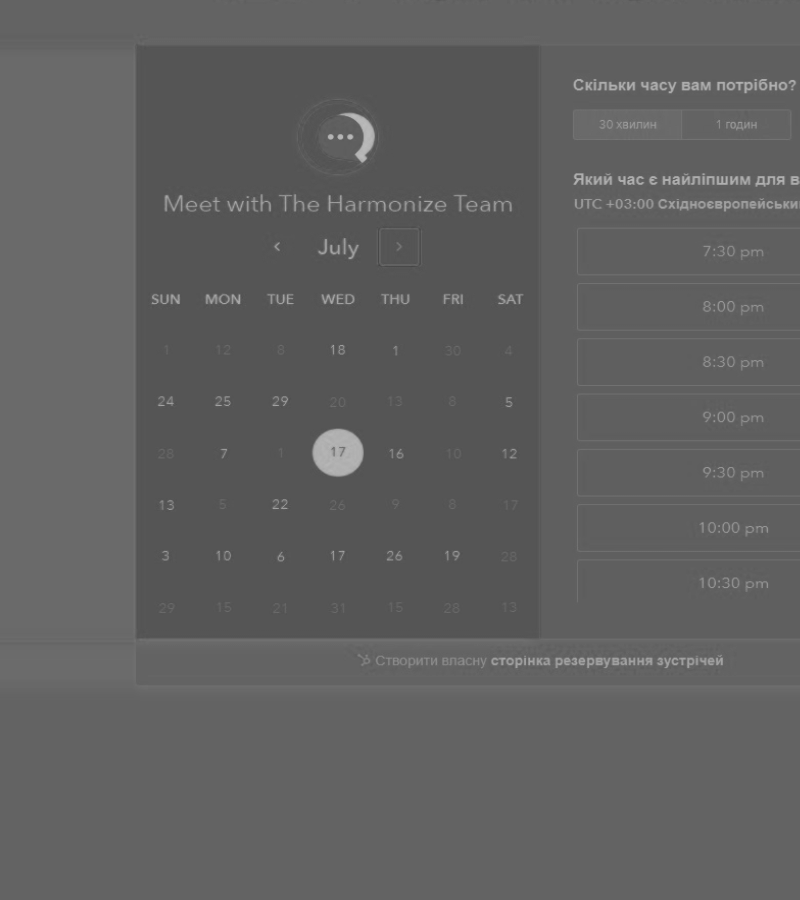 Скільки часу вам потрібно?
30 хвилин 1 годин
Meet with The Harmonize Team
Який час є найліпшим для в
UTC +03:00 Східноєвропейськи
July
7:30 pm
SUN MON TUE WED THU FRI SAT
8:00 pm
1 12 8 18 1 30 4
8:30 pm
24 25 29 20 13 8 5
9:00 pm
28 7 1 17 16 10 12
9:30 pm
13 5 22 26 9 8 17
10:00 pm
3 10 6 17 26 19 28
10:30 pm
29 15 21 31 15 28 13
Створити власну сторінка резервування зустрічей